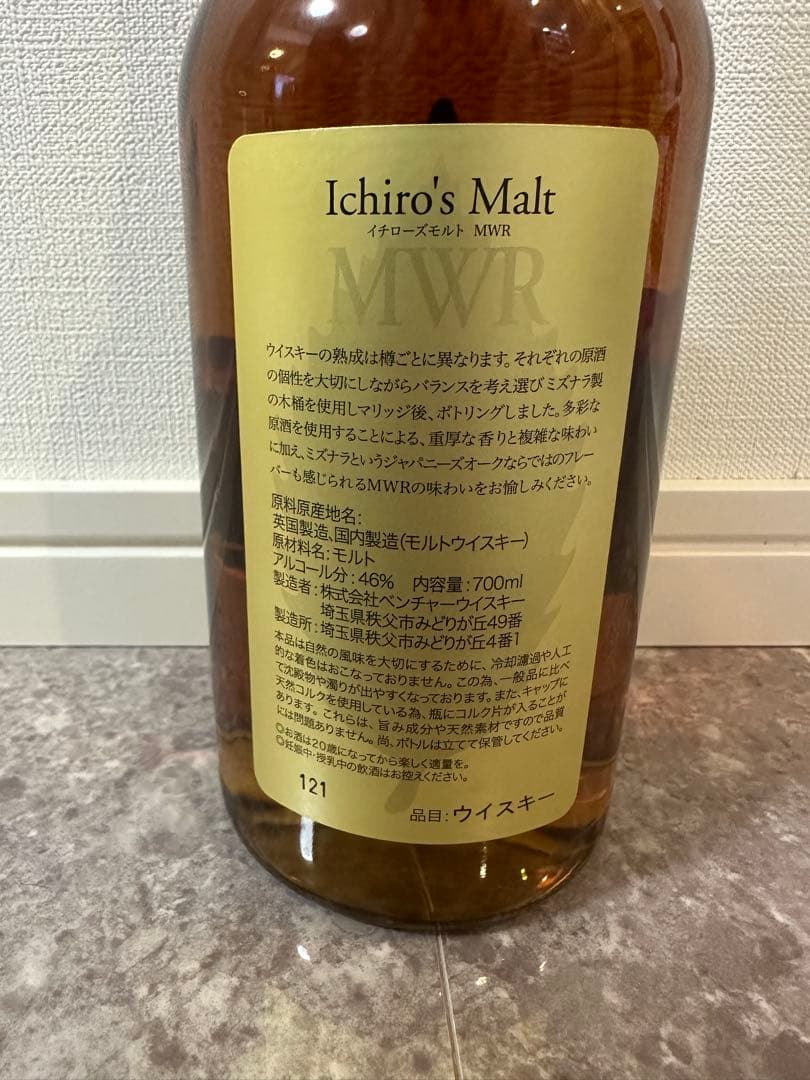 Ichiro's Malt
イチローズモルト MWR
MWR
ウイスキーの熟成は樽ごとに異なります。それぞれの原酒
の個性を大切にしながらバランスを考え選びミズナラ製
の木桶を使用しマリッジ後、ボトリングしました。多彩な
原酒を使用することによる、重厚な香りと複雑な味わい
に加え、ミズナラというジャパニーズオークならではのフレー
バーも感じられるMWRの味わいをお愉しみください。
原料原産地名:
英国製造、国内製造(モルトウイスキー)
原材料名:モルト
アルコール分:46% 内容量:700ml
製造者:株式会社ベンチャーウイスキー
埼玉県秩父市みどりが丘49番
製造所:埼玉県秩父市みどりが丘4番1
本品は自然の風味を大切にするために、冷却濾過や人工
的な着色はおこなっておりません。この為、一般品に比べ
て沈殿物や濁りが出やすくなっております。また、キャップに
天然コルクを使用している為、瓶にコルク片が入ることが
あります。これらは、旨み成分や天然素材ですので品質
には問題ありません。尚、ボトルは立てて保管してください。
◎お酒は20歳になってから楽しく適量を。
◎妊娠中・授乳中の飲酒はお控えください。
121
品目:ウイスキー